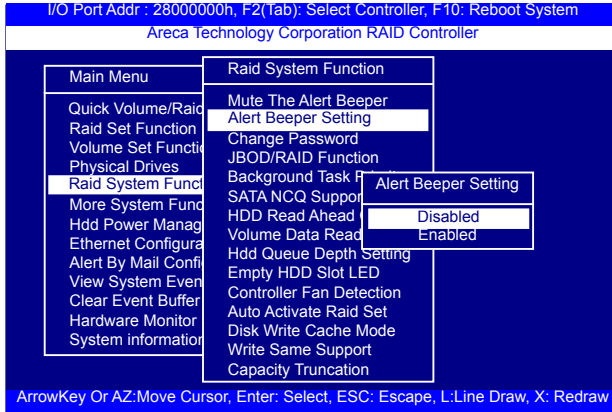 I/O Port Addr : 28000000h, F2(Tab): Select Controller, F10: Reboot System
Areca Technology Corporation RAID Controller
Main Menu
Quick Volume/Raid
Raid Set Function
Volume Set Functi
Physical Drives
Raid System Funct
More System Func
Hdd Power Manag
Ethernet Configura
Alert By Mail Confi
View System Even
Clear Event Buffer
Hardware Monitor
System information
Raid System Function
Mute The Alert Beeper
Alert Beeper Setting
Change Password
JBOD/RAID Function
Background Task
SATA NCQ Suppor
HDD Read Ahead
Volume Data Read
Hdd Queue Depth Setting
Empty HDD Slot LED
Controller Fan Detection
Auto Activate Raid Set
Disk Write Cache Mode
Write Same Support
Capacity Truncation
Alert Beeper Setting
Disabled
Enabled
ArrowKey Or AZ:Move Cursor, Enter: Select, ESC: Escape, L:Line Draw, X: Redraw